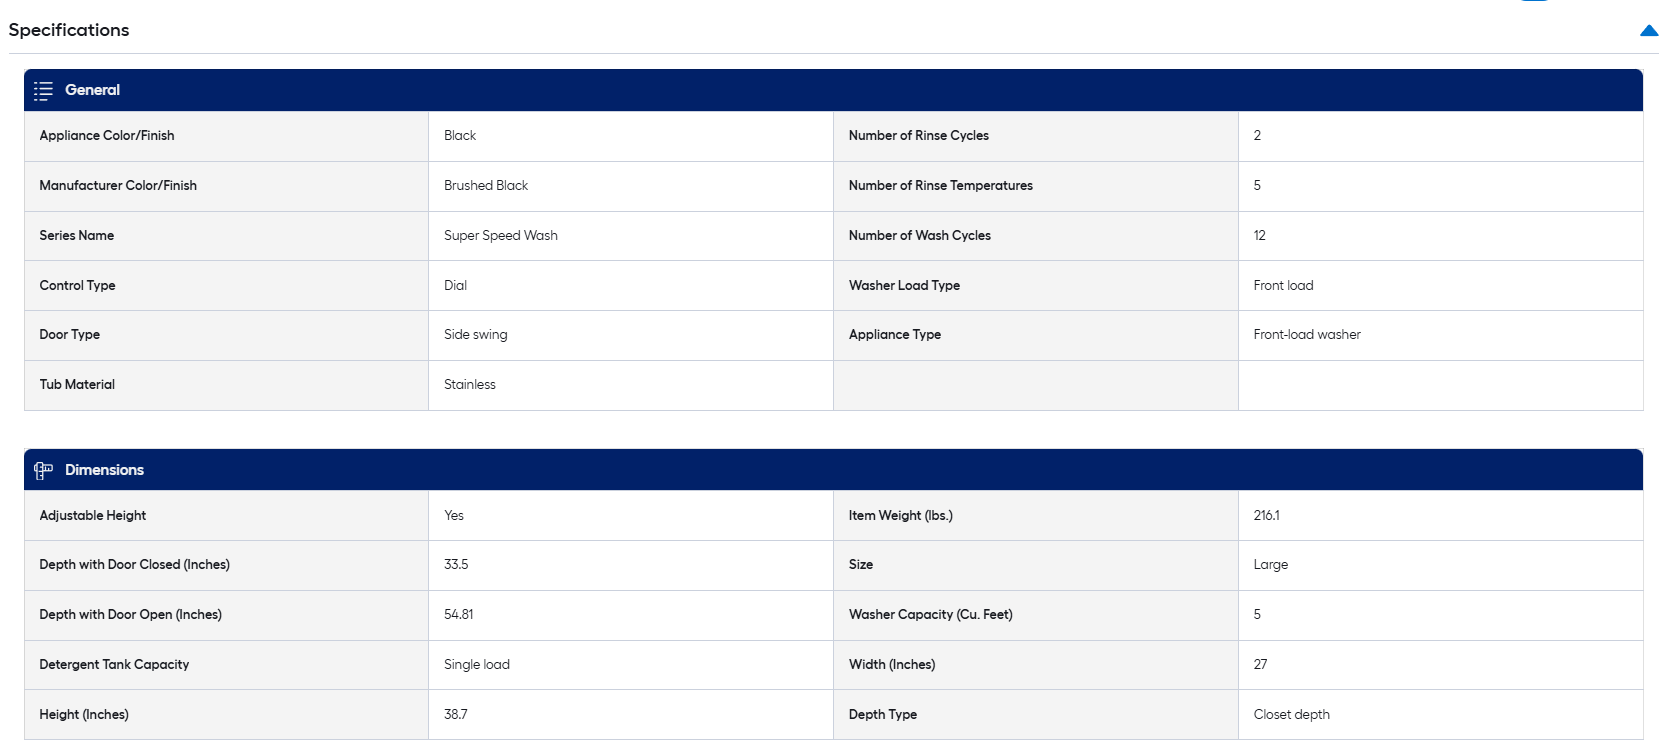 Specifications
General
Appliance Color/Finish Black Number of Rinse Cycles 2
Manufacturer Color/Finish Brushed Black Number of Rinse Temperatures 5
Series Name Super Speed Wash Number of Wash Cycles 12
Control Type Dial Washer Load Type Front load
Door Type Side swing Appliance Type Front-load washer
Tub Material Stainless
Dimensions
Adjustable Height Yes Item Weight (lbs.) 216.1
Depth with Door Closed (Inches) 33.5 Size Large
Depth with Door Open (Inches) 54.81 Washer Capacity (Cu. Feet) 5
Detergent Tank Capacity Single load Width (Inches) 27
Height (Inches) 38.7 Depth Type Closet depth